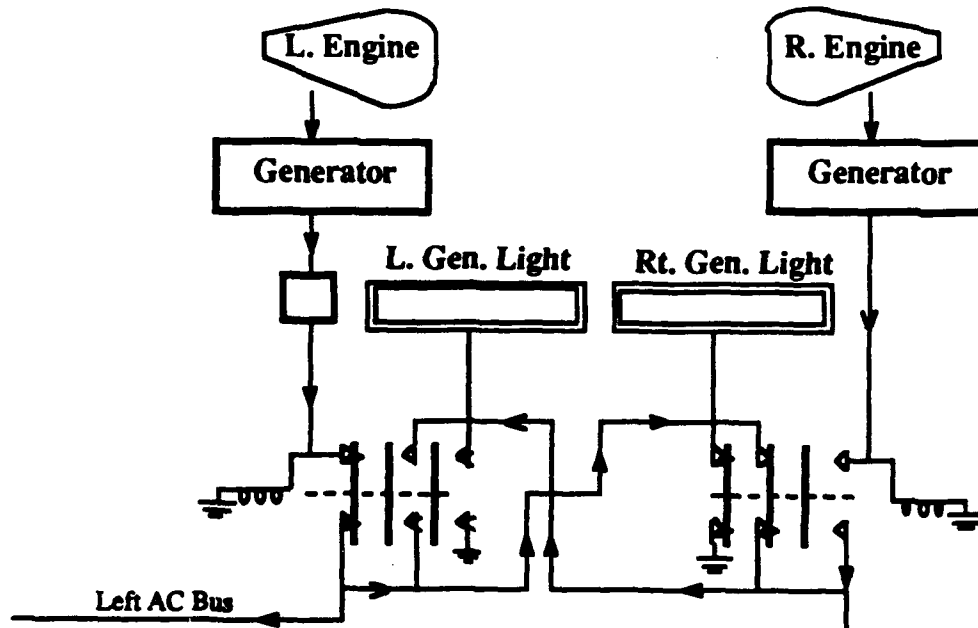 L. Engine
R. Engine
Generator
Generator
L. Gen. Light
Rt. Gen. Light
Left AC Bus